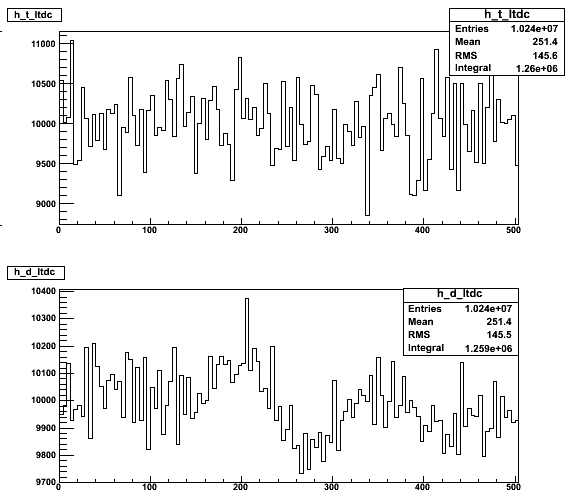 h_t_ltdc
h_t_ltdc
Entries 1.024e+07
Mean 251.4
RMS 145.6
Integral 1.26e+06
11000
10500
10000
9500
9000
0 100 200 300 400 500
h_d_ltdc
h_d_ltdc
Entries 1.024e+07
Mean 251.4
RMS 145.5
Integral 1.259e+06
10400
10300
10200
10100
10000
9900
9800
9700
0 100 200 300 400 500